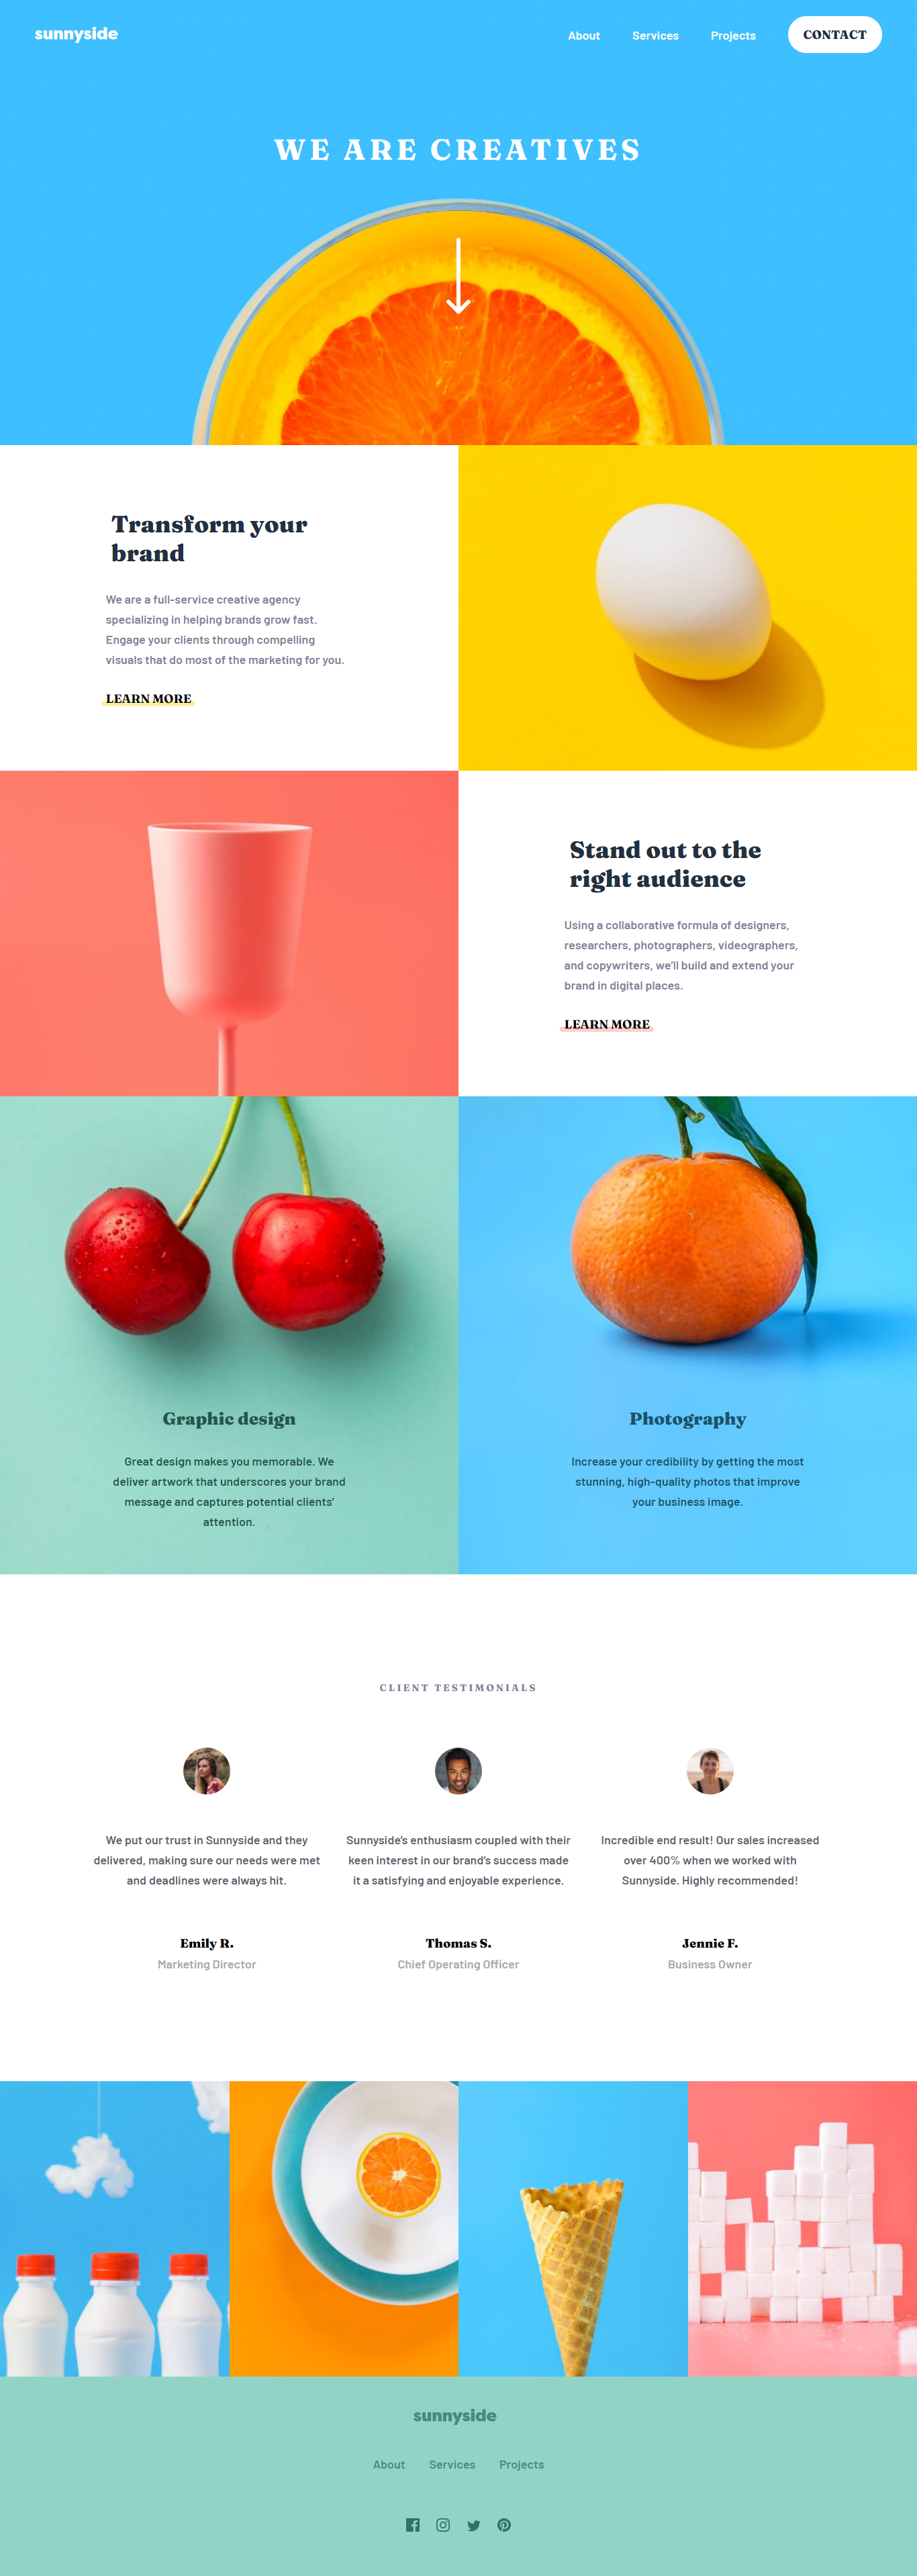 sunnyside
About Services Projects CONTACT
WE ARE CREATIVES
Transform your
brand
We are a full-service creative agency
specializing in helping brands grow fast.
Engage your clients through compelling
visuals that do most of the marketing for you.
LEARN MORE
Stand out to the
right audience
Using a collaborative formula of designers,
researchers, photographers, videographers,
and copywriters, we'll build and extend your
brand in digital places.
LEARN MORE
Graphic design
Great design makes you memorable. We
deliver artwork that underscores your brand
message and captures potential clients'
attention.
Photography
Increase your credibility by getting the most
stunning, high-quality photos that improve
your business image.
CLIENT TESTIMONIALS
We put our trust in Sunnyside and they
delivered, making sure our needs were met
and deadlines were always hit.
Emily R.
Marketing Director
Sunnyside's enthusiasm coupled with their
keen interest in our brand's success made
it a satisfying and enjoyable experience.
Thomas S.
Chief Operating Officer
Incredible end result! Our sales increased
over 400% when we worked with
Sunnyside. Highly recommended!
Jennie F.
Business Owner
sunnyside
About Services Projects